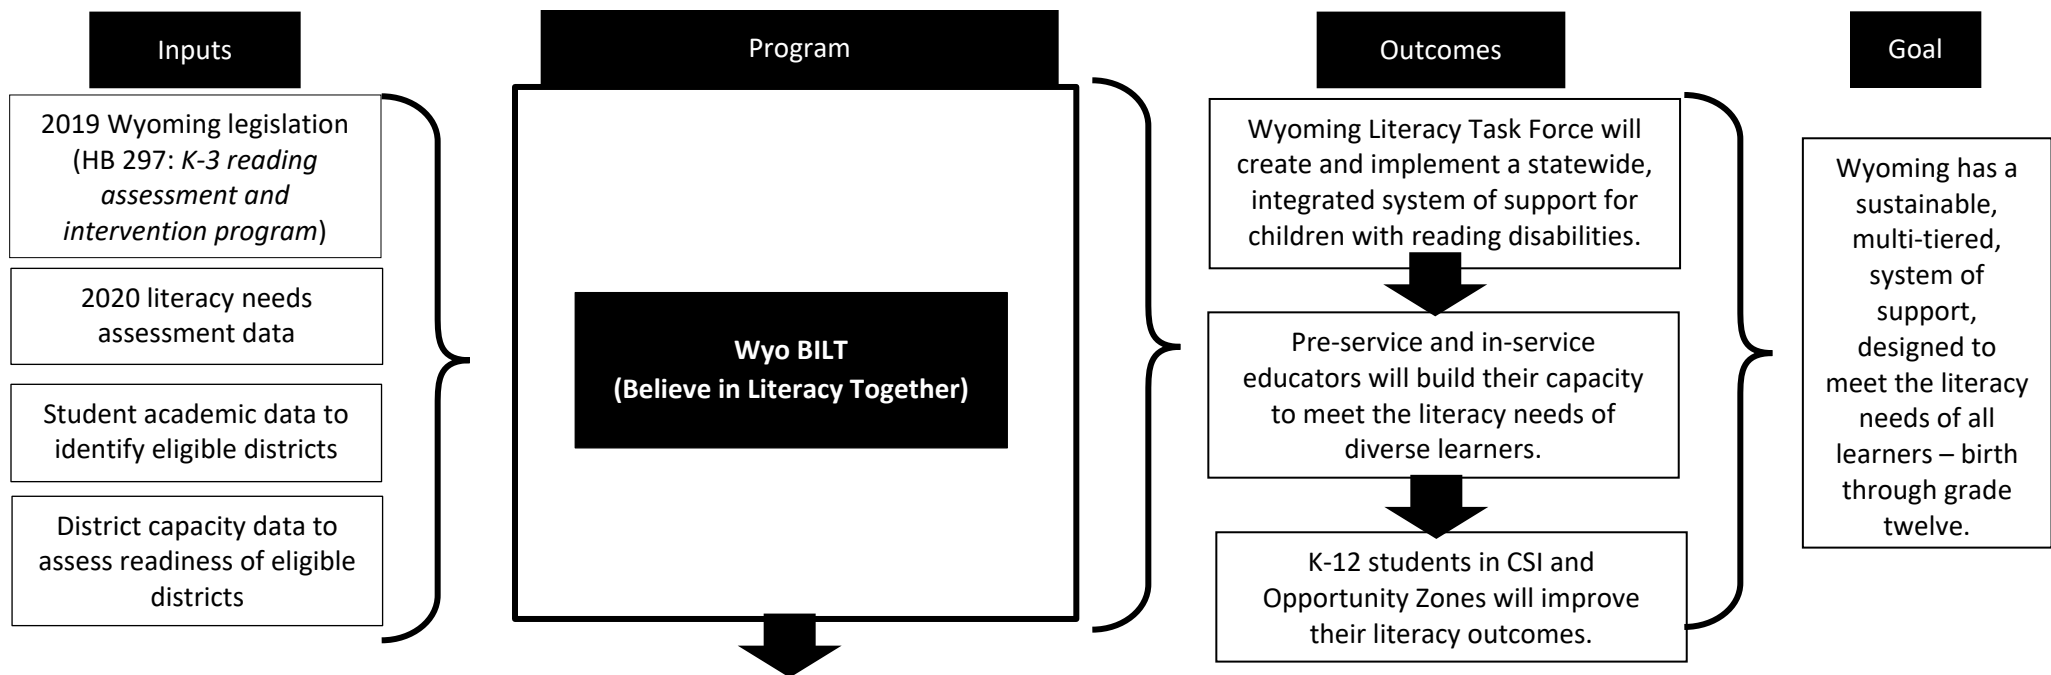 Inputs
2019 Wyoming legislation
(HB 297: K-3 reading
assessment and
intervention program)
2020 literacy needs
assessment data
Student academic data to
identify eligible districts
District capacity data to
assess readiness of eligible
districts
Program
Wyo BILT
(Believe in Literacy Together)
Outcomes
Wyoming Literacy Task Force will
create and implement a statewide,
integrated system of support for
children with reading disabilities.
Pre-service and in-service
educators will build their capacity
to meet the literacy needs of
diverse learners.
K-12 students in CSI and
Opportunity Zones will improve
their literacy outcomes.
Goal
Wyoming has a
sustainable,
multi-tiered,
system of
support,
designed to
meet the literacy
needs of all
learners – birth
through grade
twelve.